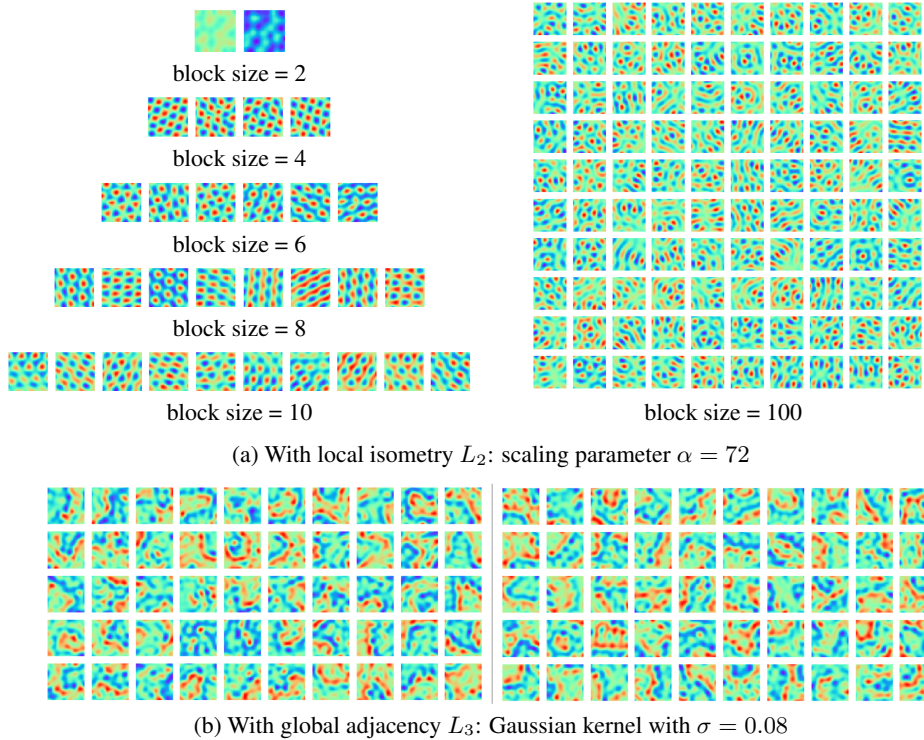 block size = 2
block size = 4
block size = 6
block size = 8
block size = 10
block size = 100
(a) With local isometry L₂: scaling parameter α = 72
(b) With global adjacency L₃: Gaussian kernel with σ = 0.08